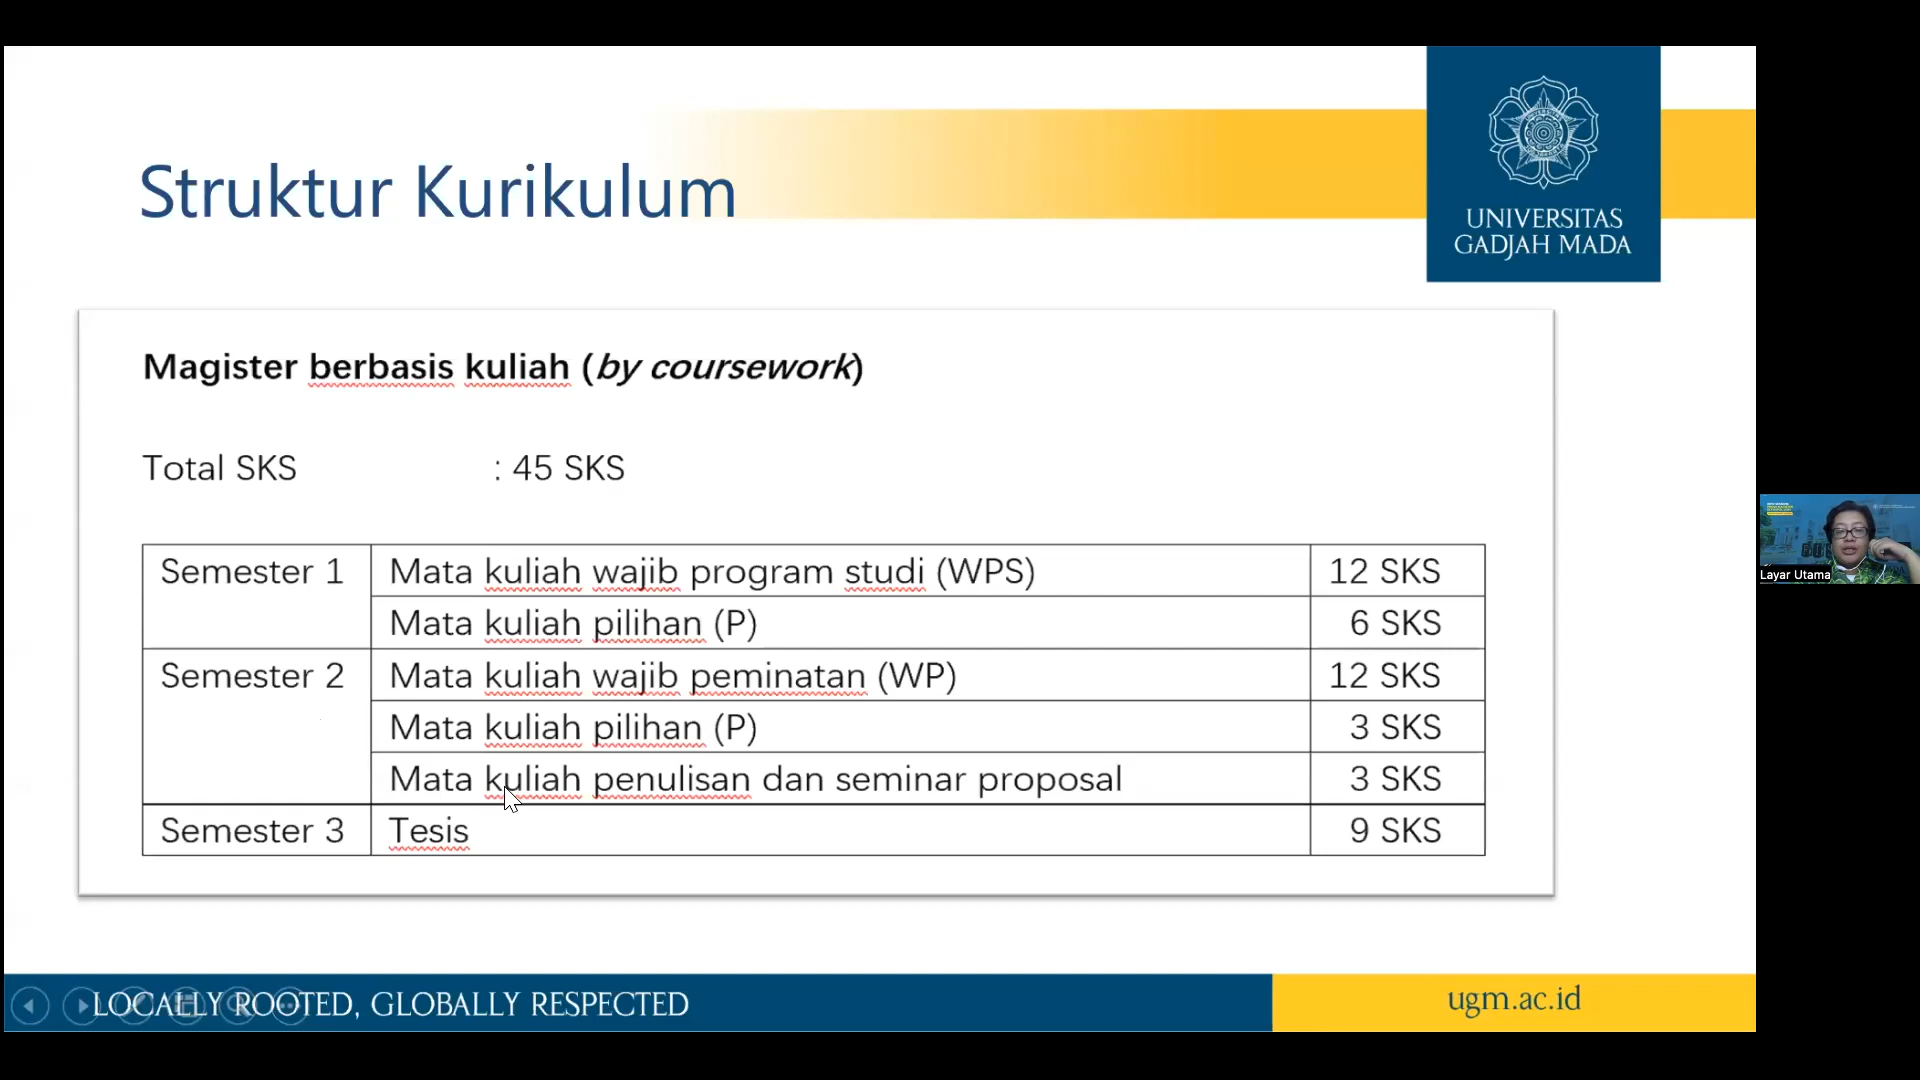 Struktur Kurikulum
UNIVERSITAS
GADJAH MADA
Magister berbasis kuliah (by coursework)
Total SKS : 45 SKS
Semester 1 Mata kuliah wajib program studi (WPS) 12 SKS
Mata kuliah pilihan (P) 6 SKS
Semester 2 Mata kuliah wajib peminatan (WP) 12 SKS
Mata kuliah pilihan (P) 3 SKS
Mata kuliah penulisan dan seminar proposal 3 SKS
Semester 3 Tesis 9 SKS
Layar Utama
LOCALLY ROOTED, GLOBALLY RESPECTED
ugm.ac.id